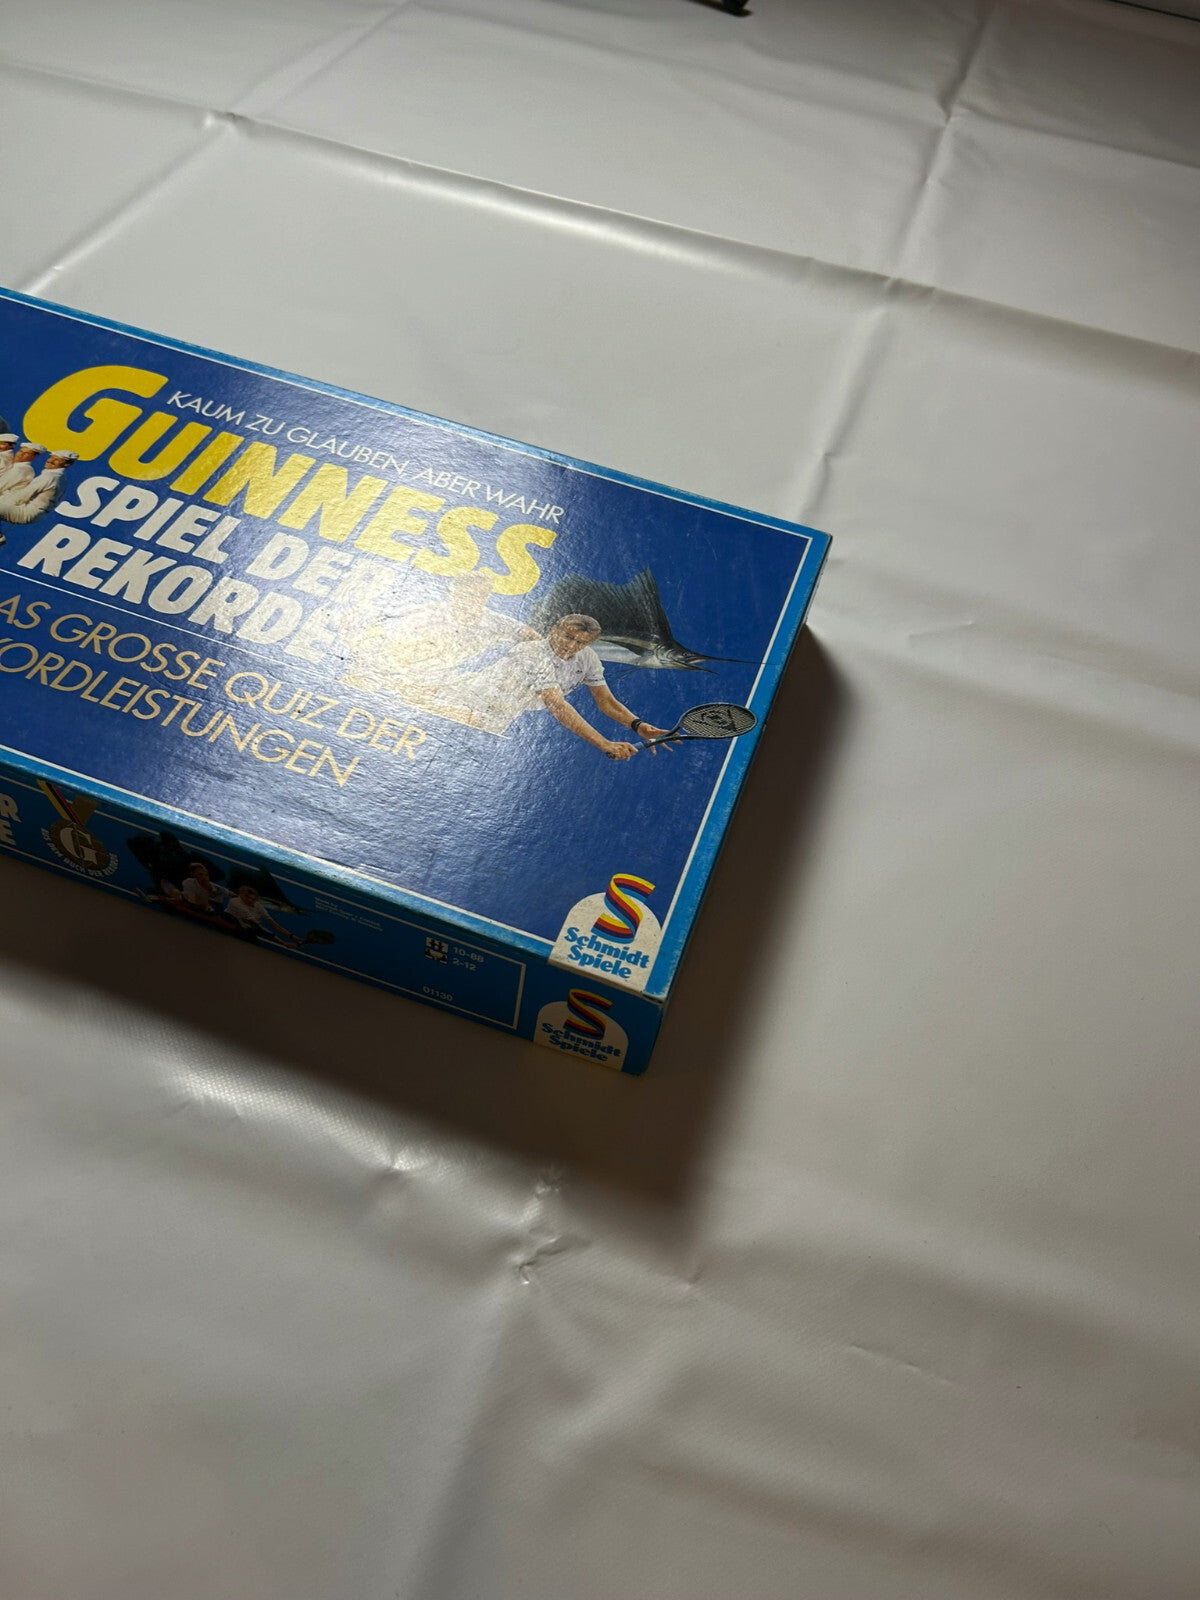 KAUM ZU GLAUBEN, ABER WAHR
GUINNESS
SPIEL DER
REKORDE
AS GROSSE QUIZ DER
KORDLEISTUNGEN
Schmidt
Spiele
R
E
G
10-88
2-12
01130
Schmidt
Spiele